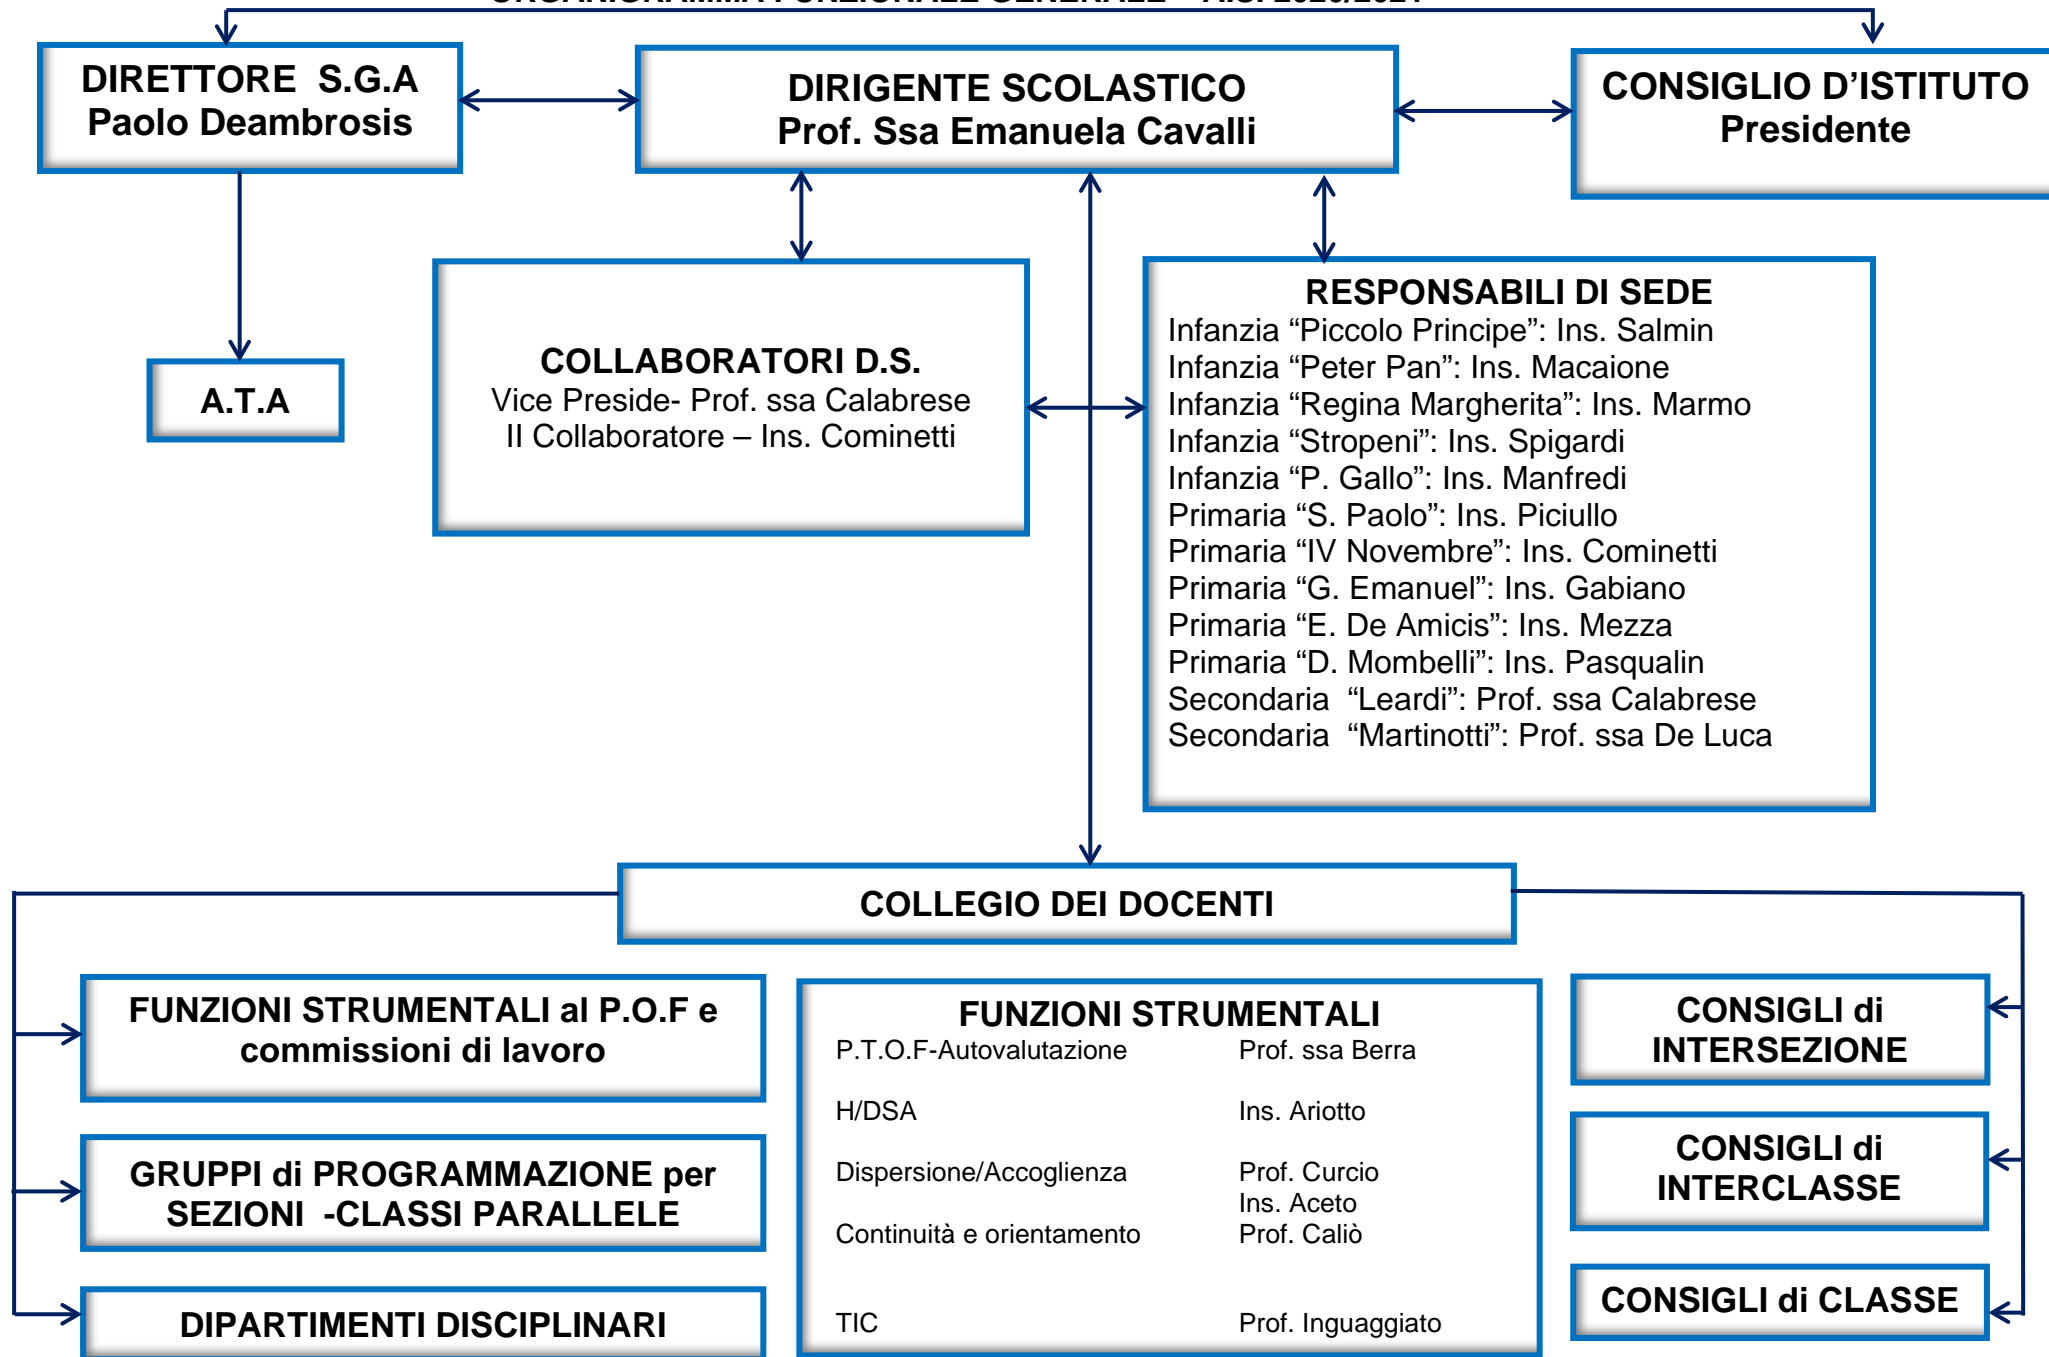 ORGANIGRAMMA FUNZIONALE GENERALE – A.S. 2020/2021
DIRETTORE S.G.A
Paolo Deambrosis
DIRIGENTE SCOLASTICO
Prof. Ssa Emanuela Cavalli
CONSIGLIO D'ISTITUTO
Presidente
A.T.A
COLLABORATORI D.S.
Vice Preside- Prof. ssa Calabrese
II Collaboratore – Ins. Cominetti
RESPONSABILI DI SEDE
Infanzia “Piccolo Principe”: Ins. Salmin
Infanzia “Peter Pan”: Ins. Macaione
Infanzia “Regina Margherita”: Ins. Marmo
Infanzia “Stropeni”: Ins. Spigardi
Infanzia “P. Gallo”: Ins. Manfredi
Primaria “S. Paolo”: Ins. Piciullo
Primaria “IV Novembre”: Ins. Cominetti
Primaria “G. Emanuel”: Ins. Gabiano
Primaria “E. De Amicis”: Ins. Mezza
Primaria “D. Mombelli”: Ins. Pasqualin
Secondaria “Leardi”: Prof. ssa Calabrese
Secondaria “Martinotti”: Prof. ssa De Luca
COLLEGIO DEI DOCENTI
FUNZIONI STRUMENTALI al P.O.F e
commissioni di lavoro
GRUPPI di PROGRAMMAZIONE per
SEZIONI -CLASSI PARALLELE
DIPARTIMENTI DISCIPLINARI
FUNZIONI STRUMENTALI
P.T.O.F-Autovalutazione Prof. ssa Berra
H/DSA Ins. Ariotto
Dispersione/Accoglienza Prof. Curcio
Ins. Aceto
Continuità e orientamento Prof. Caliò
TIC Prof. Inguaggiato
CONSIGLI di
INTERSEZIONE
CONSIGLI di
INTERCLASSE
CONSIGLI di CLASSE